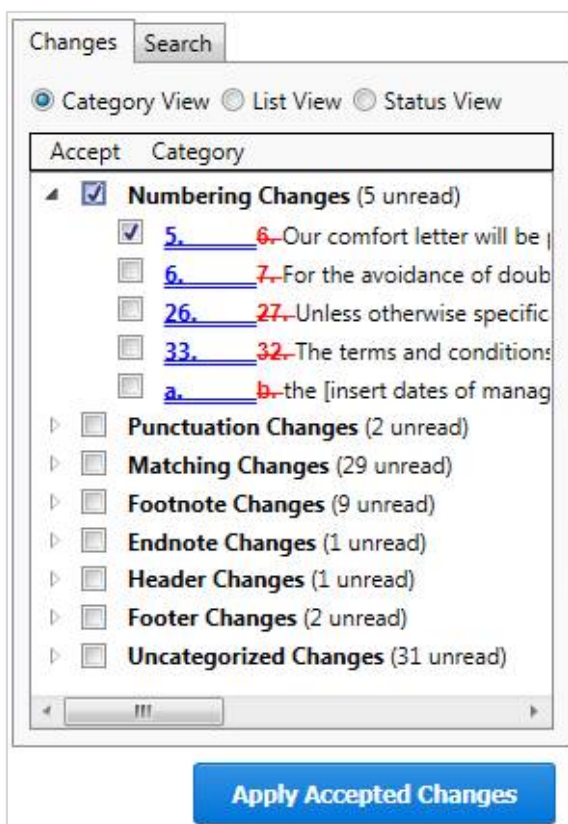 Changes Search
Category View List View Status View
Accept Category
Numbering Changes (5 unread)
5. 6. Our comfort letter will be
6. 7. For the avoidance of doub
26. 27. Unless otherwise specific
33. 32. The terms and conditions
a. b. the [insert dates of manag
Punctuation Changes (2 unread)
Matching Changes (29 unread)
Footnote Changes (9 unread)
Endnote Changes (1 unread)
Header Changes (1 unread)
Footer Changes (2 unread)
Uncategorized Changes (31 unread)
Apply Accepted Changes